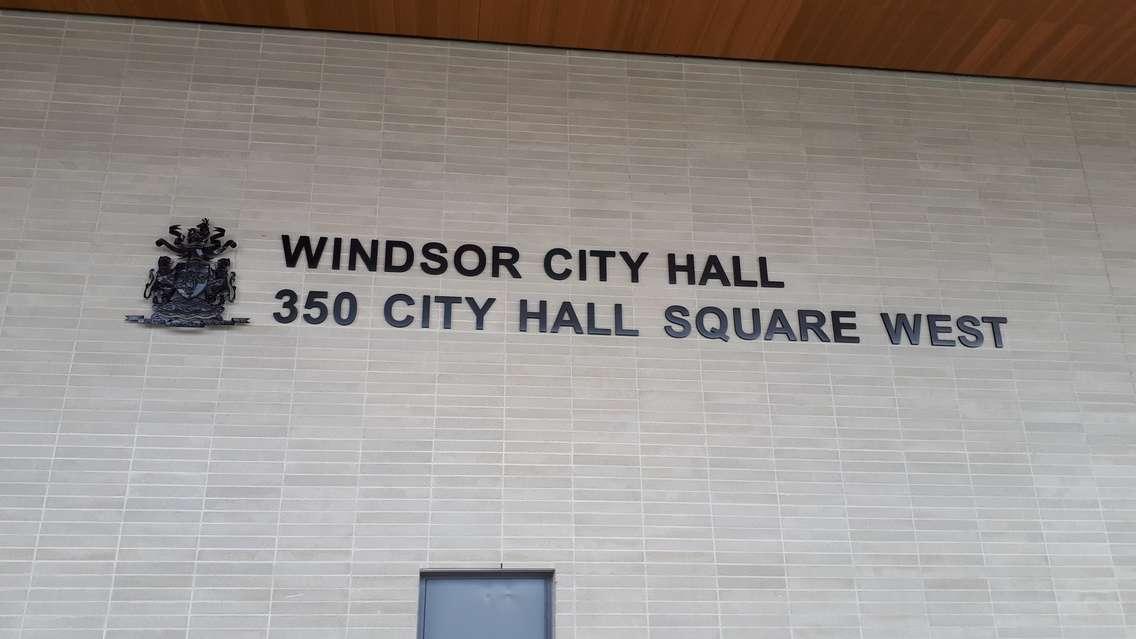 WINDSOR CITY HALL
350 CITY HALL SQUARE WEST